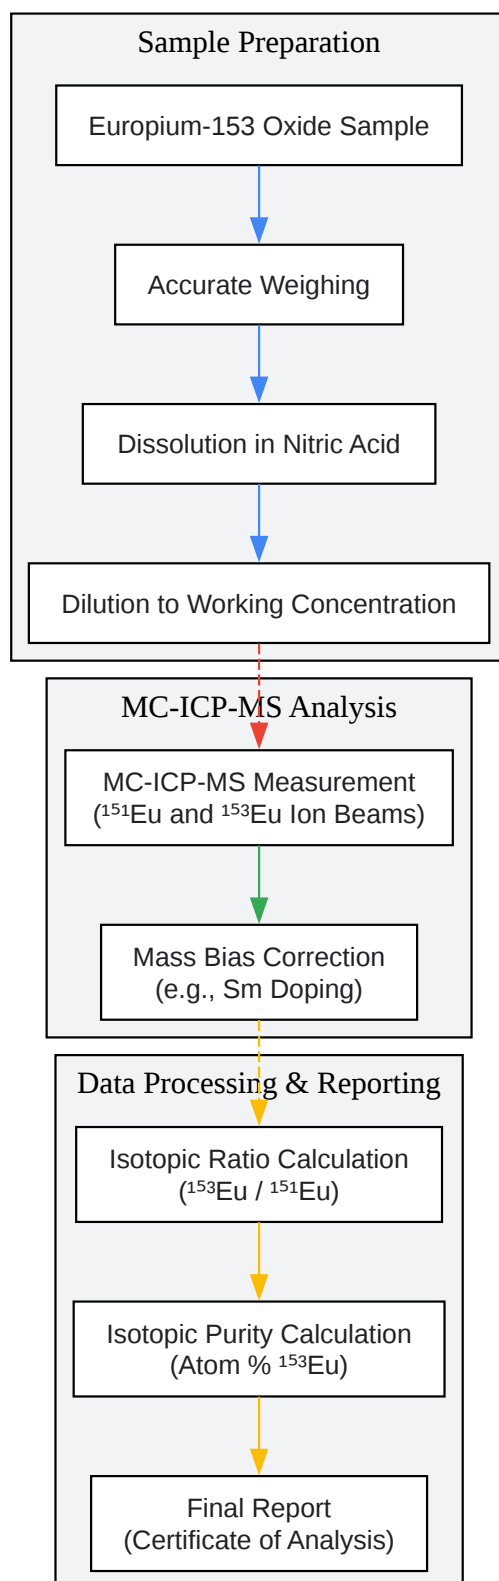 Sample Preparation
Europium-153 Oxide Sample
Accurate Weighing
Dissolution in Nitric Acid
Dilution to Working Concentration
MC-ICP-MS Analysis
MC-ICP-MS Measurement
(¹⁵¹Eu and ¹⁵³Eu Ion Beams)
Mass Bias Correction
(e.g., Sm Doping)
Data Processing & Reporting
Isotopic Ratio Calculation
(¹⁵³Eu / ¹⁵¹Eu)
Isotopic Purity Calculation
(Atom % ¹⁵³Eu)
Final Report
(Certificate of Analysis)